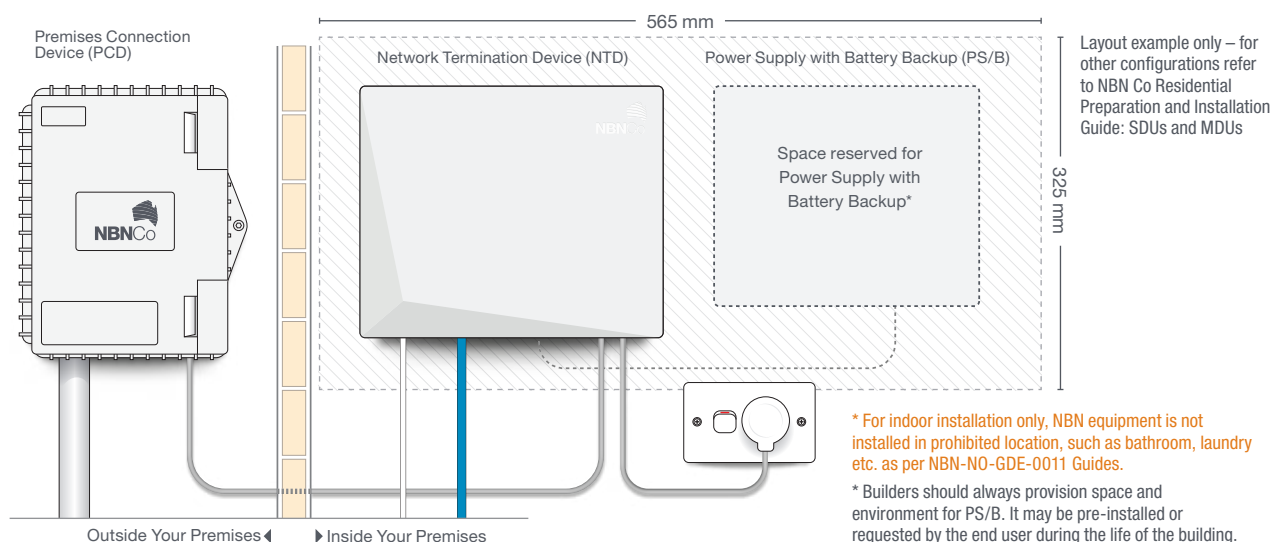 565 mm
Premises Connection
Device (PCD)
Network Termination Device (NTD)
Power Supply with Battery Backup (PS/B)
Layout example only – for
other configurations refer
to NBN Co Residential
Preparation and Installation
Guide: SDUs and MDUs
NBNCo
Space reserved for
Power Supply with
Battery Backup*
325 mm
NBNCo
* For indoor installation only, NBN equipment is not
installed in prohibited location, such as bathroom, laundry
etc. as per NBN-NO-GDE-0011 Guides.
* Builders should always provision space and
environment for PS/B. It may be pre-installed or
requested by the end user during the life of the building.
Outside Your Premises
Inside Your Premises